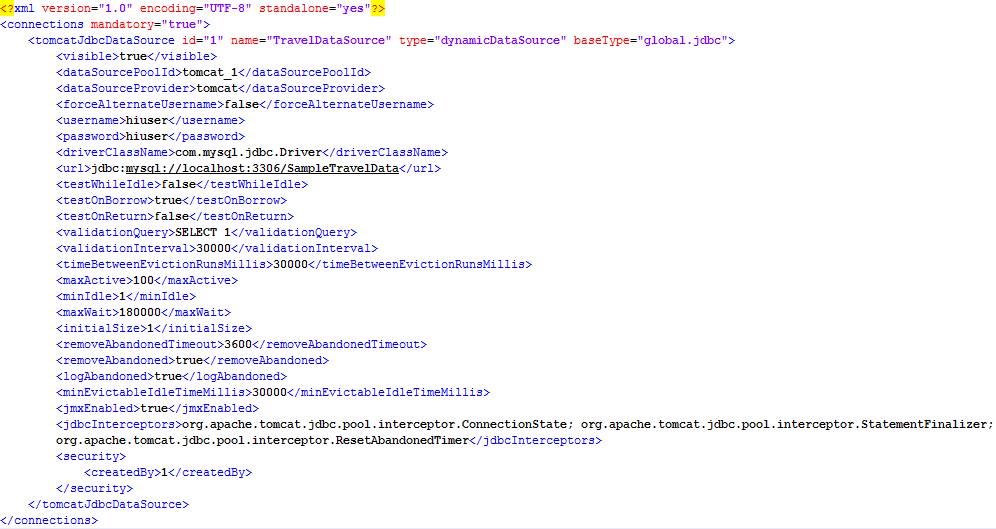 <?xml version="1.0" encoding="UTF-8" standalone="yes"?>
<connections mandatory="true">
    <tomcatJdbcDataSource id="1" name="TravelDataSource" type="dynamicDataSource" baseType="global.jdbc">
        <visible>true</visible>
        <dataSourcePoolId>tomcat_1</dataSourcePoolId>
        <dataSourceProvider>tomcat</dataSourceProvider>
        <forceAlternateUsername>false</forceAlternateUsername>
        <username>hiuser</username>
        <password>hiuser</password>
        <driverClassName>com.mysql.jdbc.Driver</driverClassName>
        <url>jdbc:mysql://localhost:3306/SampleTravelData</url>
        <testWhileIdle>false</testWhileIdle>
        <testOnBorrow>true</testOnBorrow>
        <testOnReturn>false</testOnReturn>
        <validationQuery>SELECT 1</validationQuery>
        <validationInterval>30000</validationInterval>
        <timeBetweenEvictionRunsMillis>30000</timeBetweenEvictionRunsMillis>
        <maxActive>100</maxActive>
        <minIdle>1</minIdle>
        <maxWait>180000</maxWait>
        <initialSize>1</initialSize>
        <removeAbandonedTimeout>3600</removeAbandonedTimeout>
        <removeAbandoned>true</removeAbandoned>
        <logAbandoned>true</logAbandoned>
        <minEvictableIdleTimeMillis>30000</minEvictableIdleTimeMillis>
        <jmxEnabled>true</jmxEnabled>
        <jdbcInterceptors>org.apache.tomcat.jdbc.pool.interceptor.ConnectionState; org.apache.tomcat.jdbc.pool.interceptor.StatementFinalizer;
        org.apache.tomcat.jdbc.pool.interceptor.ResetAbandonedTimer</jdbcInterceptors>
        <security>
            <createdBy>1</createdBy>
        </security>
    </tomcatJdbcDataSource>
</connections>